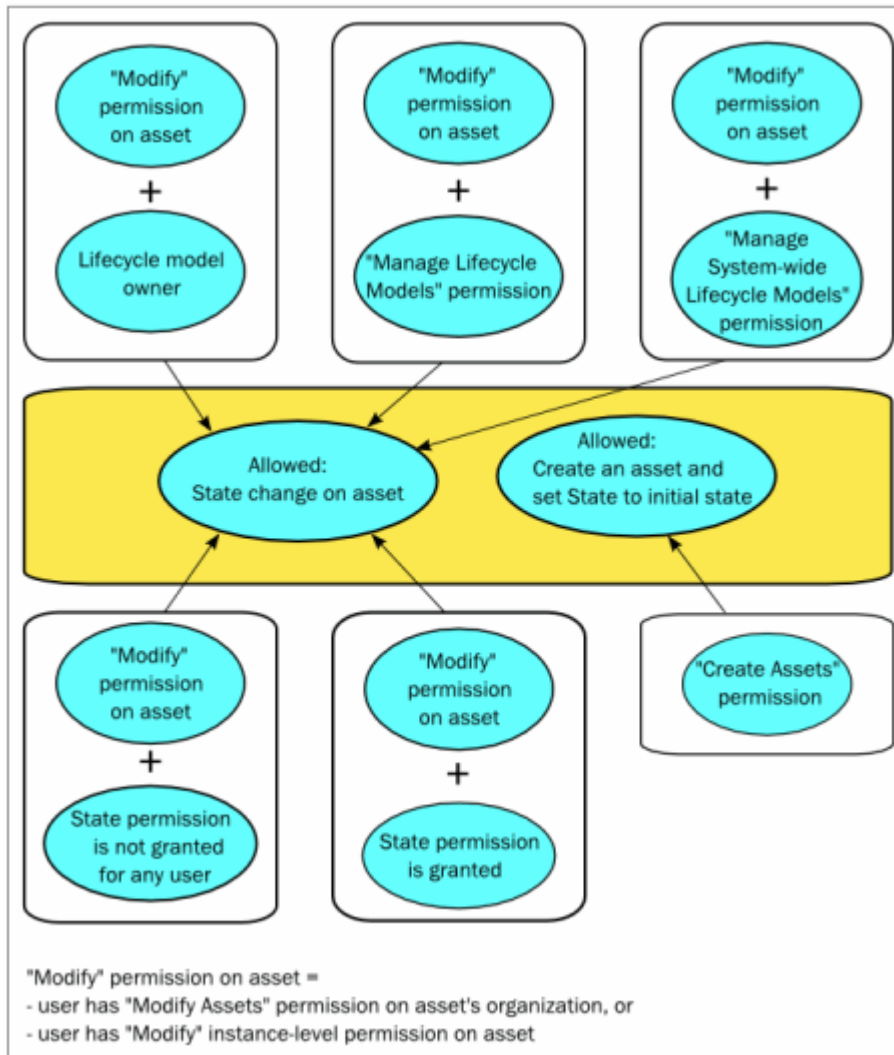 "Modify"
permission
on asset
+
Lifecycle model
owner
"Modify"
permission
on asset
+
"Manage Lifecycle
Models" permission
"Modify"
permission
on asset
+
"Manage
System-wide
Lifecycle Models"
permission
Allowed:
State change on asset
Allowed:
Create an asset and
set State to initial state
"Modify"
permission
on asset
+
State permission
is not granted
for any user
"Modify"
permission
on asset
+
State permission
is granted
"Create Assets"
permission
"Modify" permission on asset =
- user has "Modify Assets" permission on asset's organization, or
- user has "Modify" instance-level permission on asset